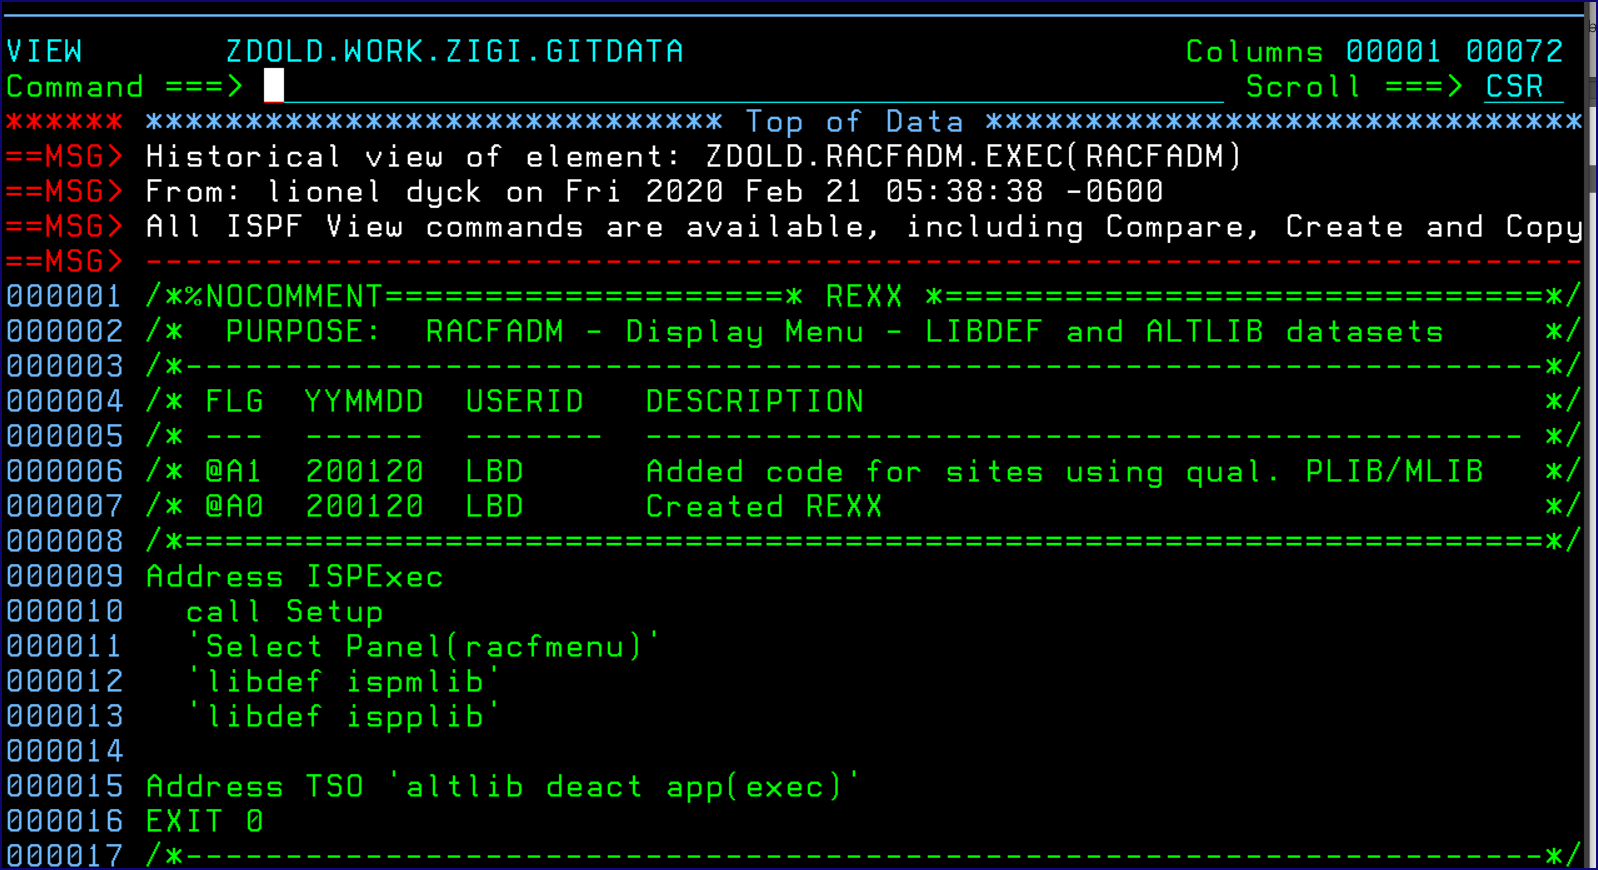 VIEW       ZDOLD.WORK.ZIGI.GITDATA                         Columns 00001 00072
Command ===>                                                  Scroll ===> CSR
****** ***************************** Top of Data ******************************
==MSG> Historical view of element: ZDOLD.RACFADM.EXEC(RACFADM)
==MSG> From: lionel dyck on Fri 2020 Feb 21 05:38:38 -0600
==MSG> All ISPF View commands are available, including Compare, Create and Copy
==MSG> ------------------------------------------------------------------------
000001 /*%NOCOMMENT====================* REXX *==============================*/
000002 /*  PURPOSE:  RACFADM - Display Menu - LIBDEF and ALTLIB datasets     */
000003 /*--------------------------------------------------------------------*/
000004 /* FLG  YYMMDD  USERID   DESCRIPTION                                  */
000005 /* ---  ------  -------  -------------------------------------------- */
000006 /* @A1  200120  LBD      Added code for sites using qual. PLIB/MLIB   */
000007 /* @A0  200120  LBD      Created REXX                                 */
000008 /*====================================================================*/
000009 Address ISPExec
000010   call Setup
000011   'Select Panel(racfmenu)'
000012   'libdef ispmlib'
000013   'libdef ispplib'
000014
000015 Address TSO 'altlib deact app(exec)'
000016 EXIT 0
000017 /*--------------------------------------------------------------------*/